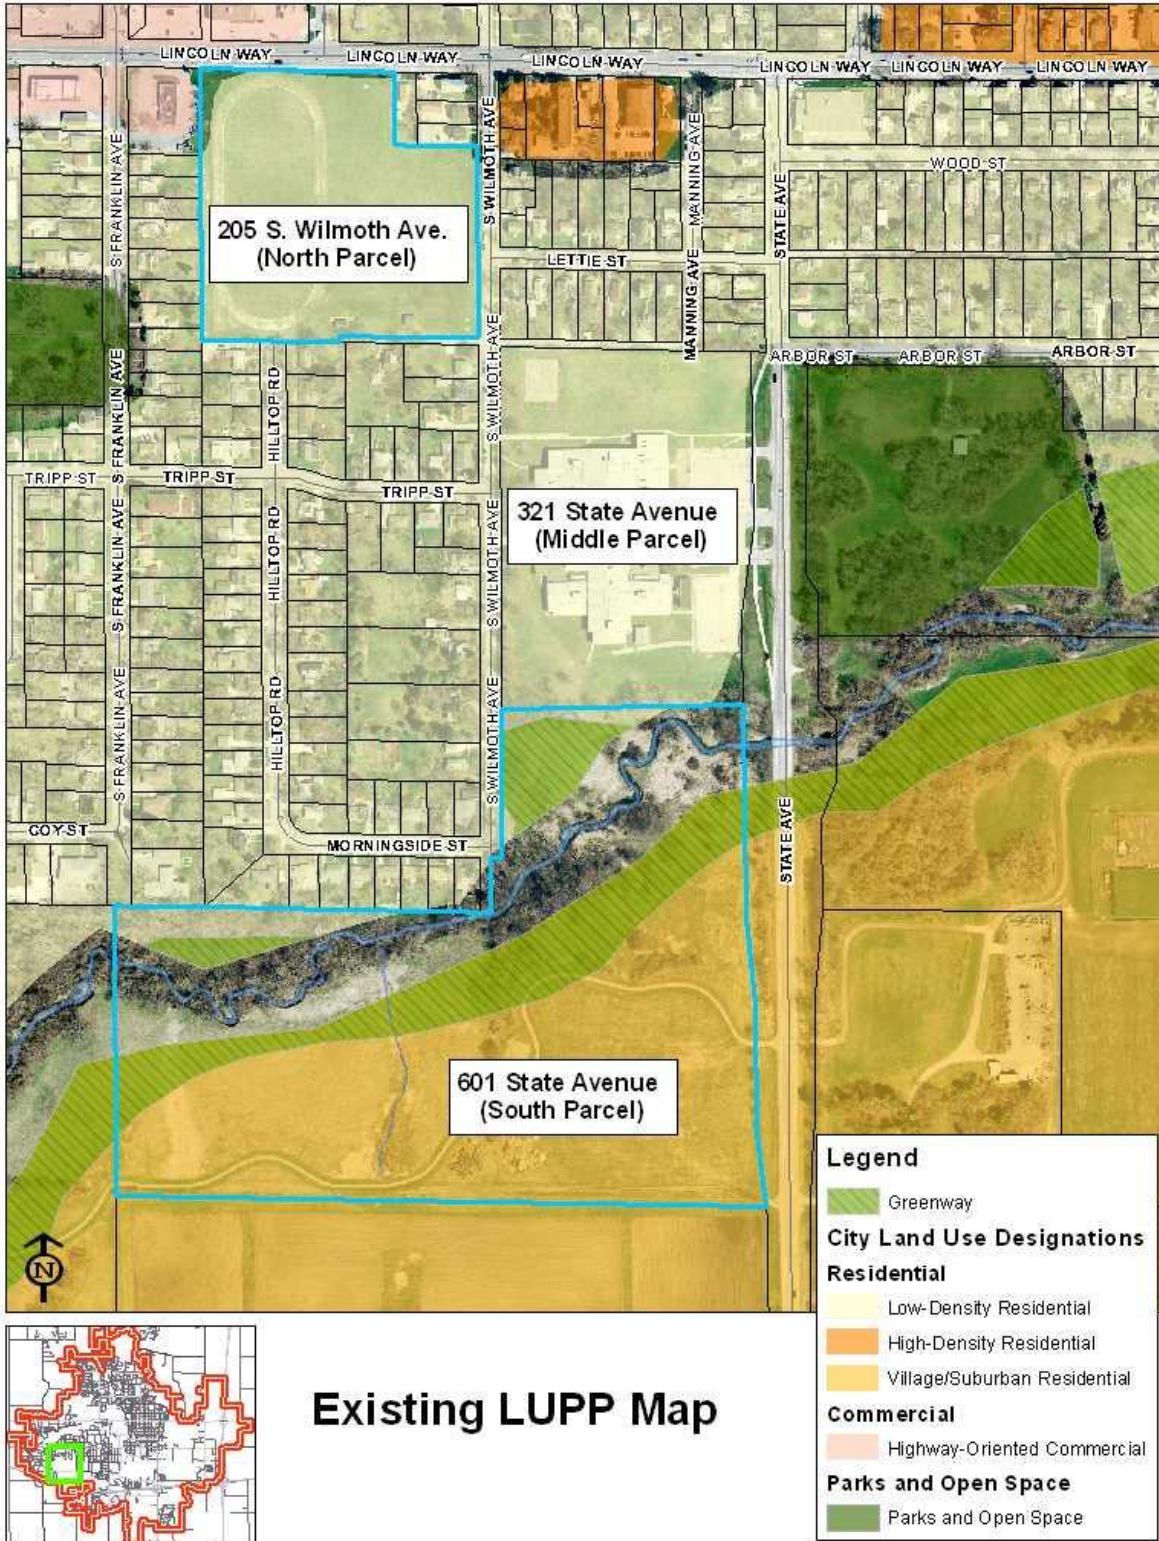 LINCOLN WAY
LINCOLN WAY
LINCOLN WAY
LINCOLN WAY
LINCOLN WAY
LINCOLN WAY
S FRANKLIN AVE
S WILMOTH AVE
MANNING AVE
STATE AVE
WOOD ST
205 S. Wilmoth Ave.
(North Parcel)
LETTIE ST
MANNING AVE
S WILMOTH AVE
ARBOR ST
ARBOR ST
ARBOR ST
S FRANKLIN AVE
HILLTOP RD
TRIPP ST
TRIPP ST
TRIPP ST
321 State Avenue
(Middle Parcel)
S FRANKLIN AVE
HILLTOP RD
S WILMOTH AVE
S FRANKLIN AVE
HILLTOP RD
S WILMOTH AVE
COY ST
MORNINGSIDE ST
STATE AVE
601 State Avenue
(South Parcel)
N
Legend
Greenway
City Land Use Designations
Residential
Low-Density Residential
High-Density Residential
Village/Suburban Residential
Commercial
Highway-Oriented Commercial
Parks and Open Space
Parks and Open Space
Existing LUPP Map